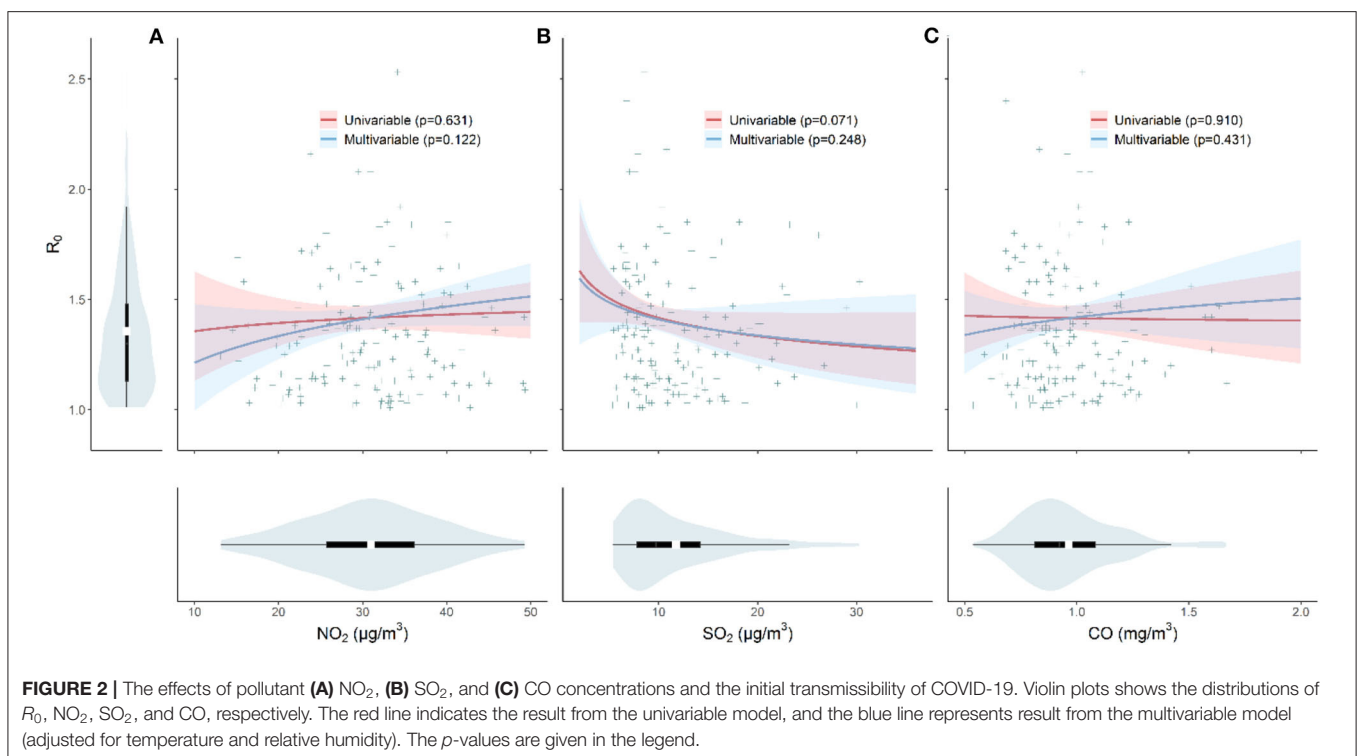 A
B
C
2.5
2.0
1.5
1.0
R₀
Univariable (p=0.631)
Multivariable (p=0.122)
Univariable (p=0.071)
Multivariable (p=0.248)
Univariable (p=0.910)
Multivariable (p=0.431)
10 20 30 40 50
NO₂ (μg/m³)
10 20 30
SO₂ (μg/m³)
0.5 1.0 1.5 2.0
CO (mg/m³)
FIGURE 2 | The effects of pollutant (A) NO₂, (B) SO₂, and (C) CO concentrations and the initial transmissibility of COVID-19. Violin plots shows the distributions of
R₀, NO₂, SO₂, and CO, respectively. The red line indicates the result from the univariable model, and the blue line represents result from the multivariable model
(adjusted for temperature and relative humidity). The p-values are given in the legend.